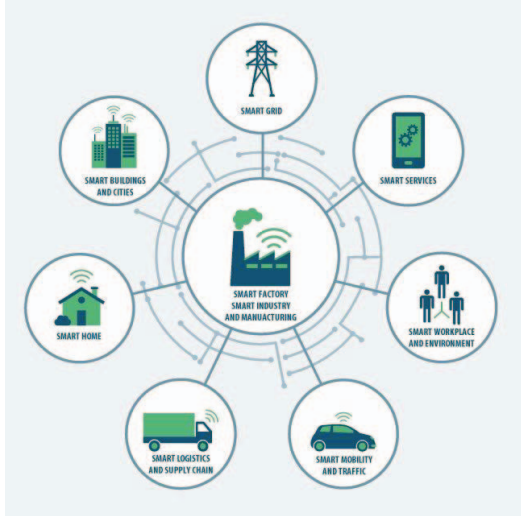 SMART GRID
SMART BUILDINGS
AND CITIES
SMART SERVICES
SMART FACTORY
SMART INDUSTRY
AND MANUACTURING
SMART HOME
SMART WORKPLACE
AND ENVIRONMENT
SMART LOGISTICS
AND SUPPLY CHAIN
SMART MOBILITY
AND TRAFFIC